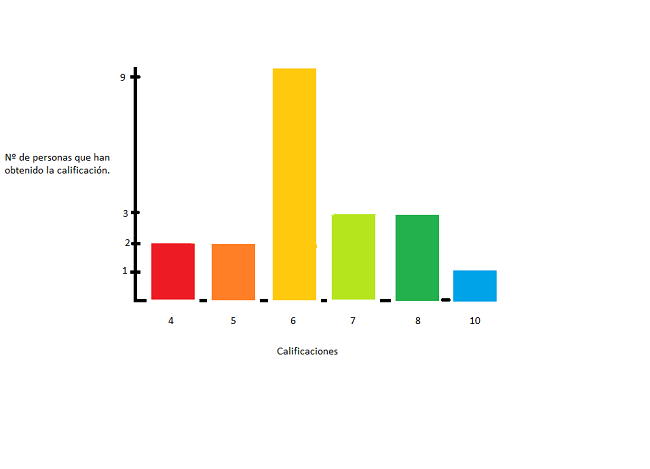 9
Nº de personas que han
obtenido la calificación.
3
2
1
4 5 6 7 8 10
Calificaciones